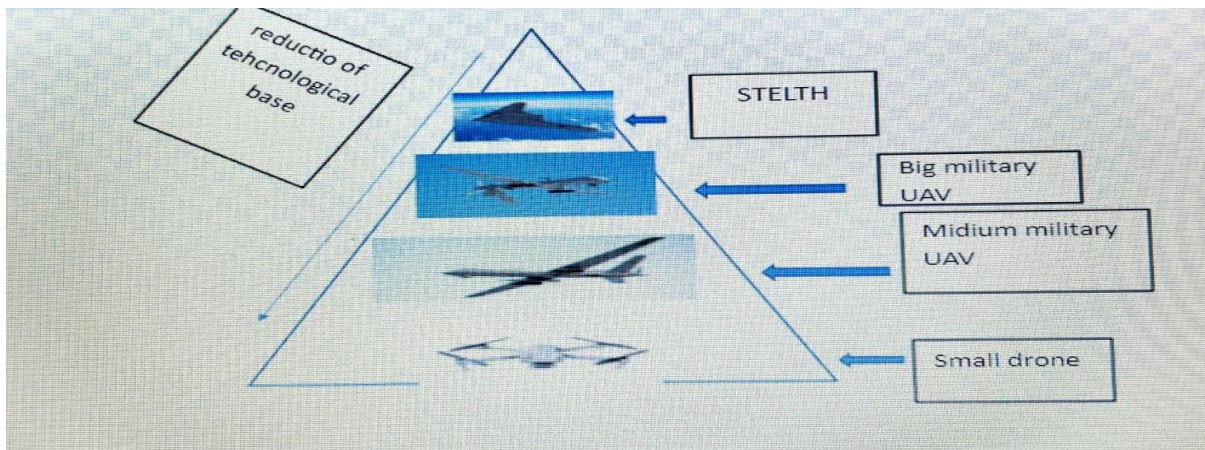 reductio of
tehcnological
base
STELTH
Big military
UAV
Midium military
UAV
Small drone